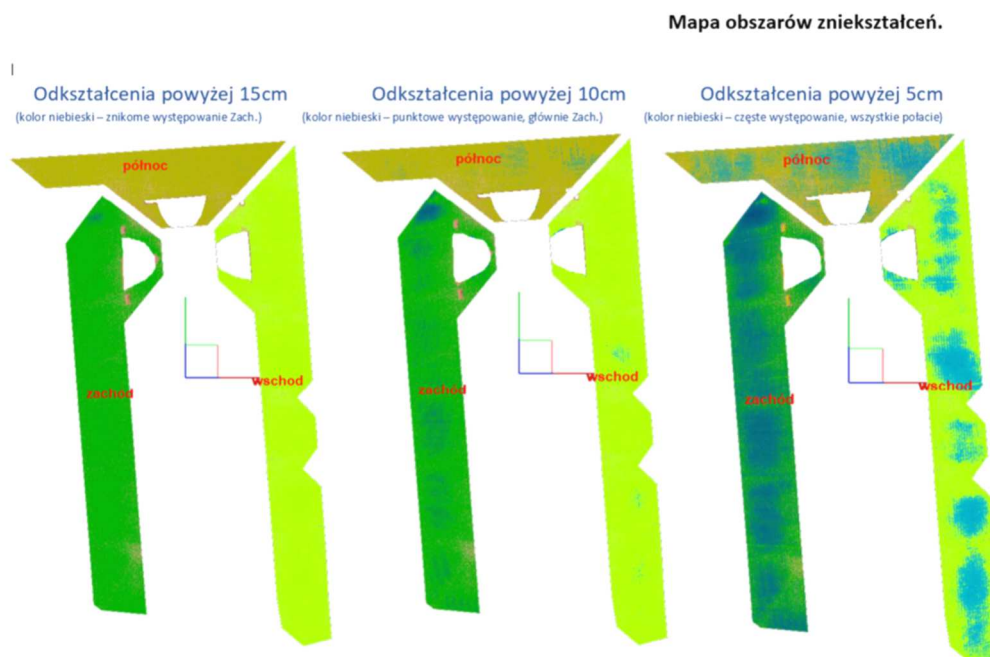 Mapa obszarów zniekształceń.
Odkształcenia powyżej 15cm
(kolor niebieski – znikome występowanie Zach.)
Odkształcenia powyżej 10cm
(kolor niebieski – punktowe występowanie, głównie Zach.)
Odkształcenia powyżej 5cm
(kolor niebieski – częste występowanie, wszystkie połacie)
północ
zachód
wschod
północ
zachód
wschod
północ
zachód
wschod